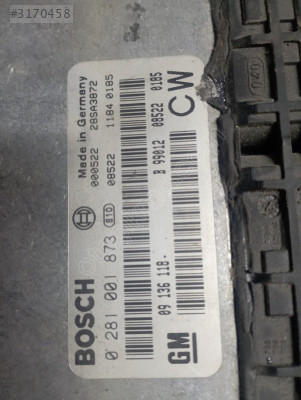 #3170458
Made in Germany
000522 28SA3872
08522 1184 0185
BOSCH
0 281 001 873
B 99012 08522 0185
CW
09 136 118.
GM